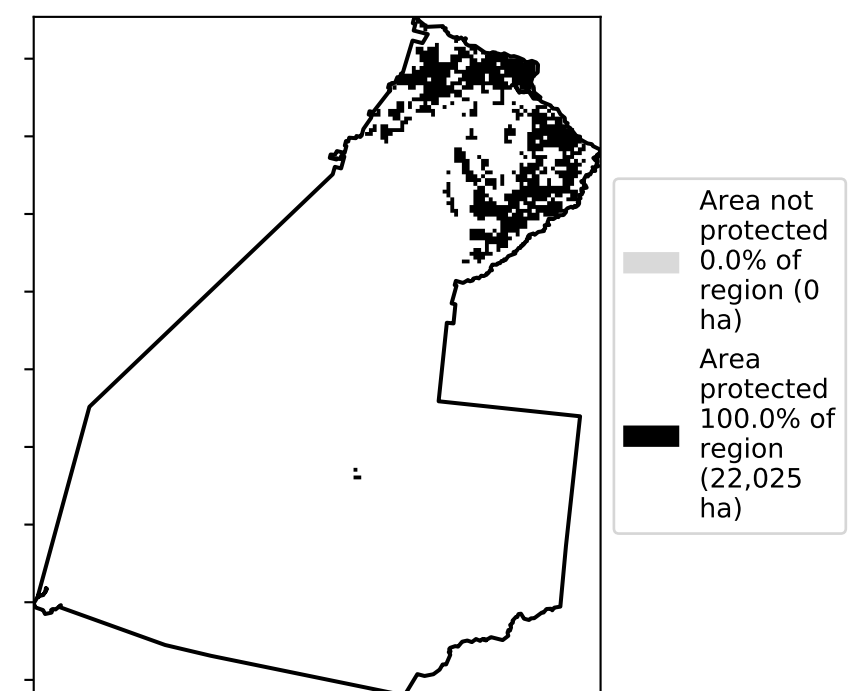 Area not
protected
0.0% of
region (0
ha)
Area
protected
100.0% of
region
(22,025
ha)